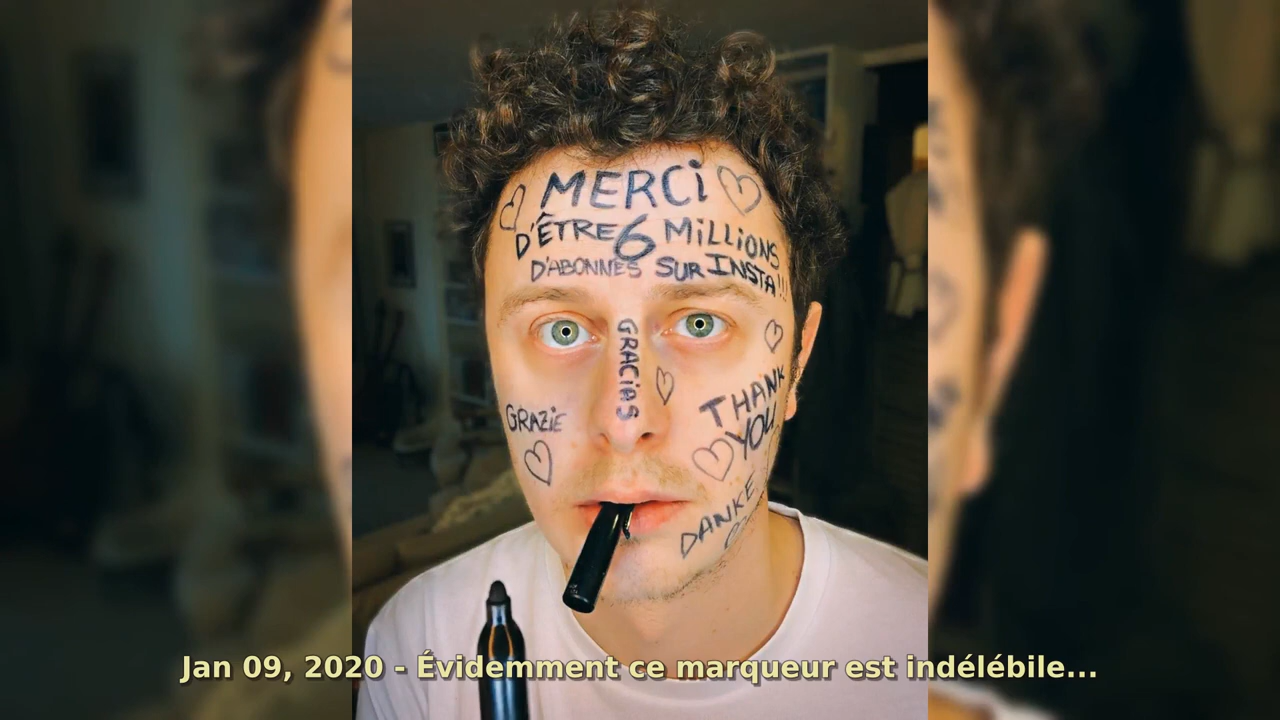 MERCi
D'ÊTRE 6 MiLLiONS
D'ABONNÉS SUR INSTA!!!
GRACiAS
GRAZiE
THANK
YOU
DANKE
Jan 09, 2020 - Évidemment ce marqueur est indélébile...